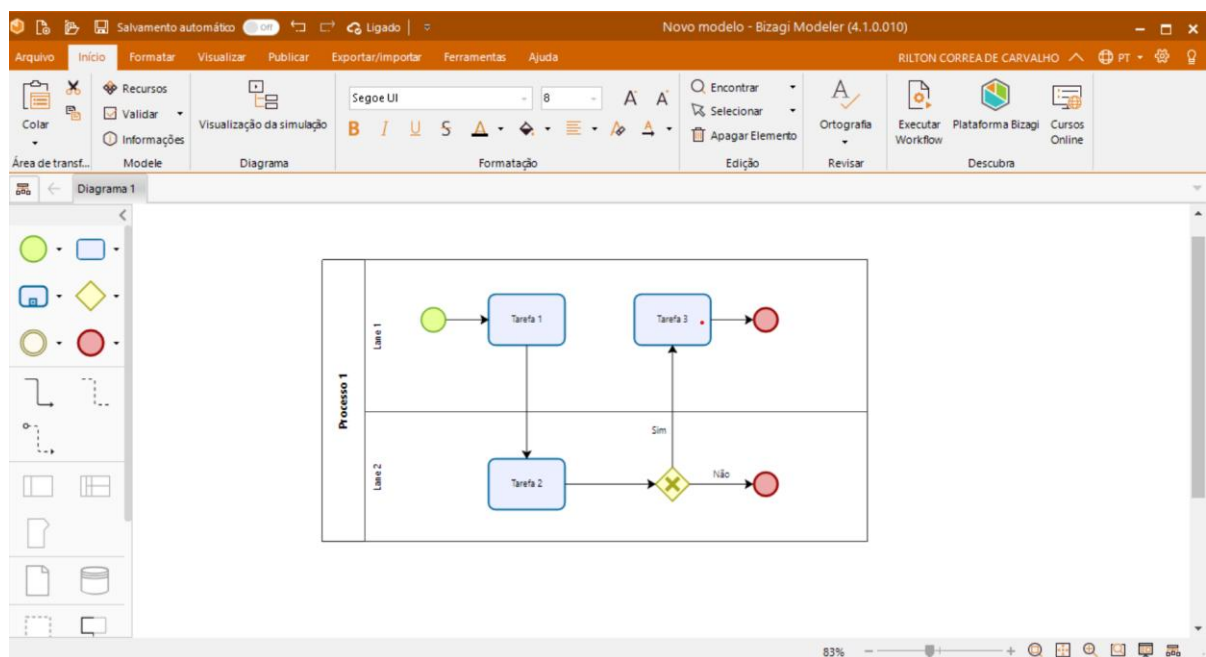 Salvamento automático Off Ligado Novo modelo - Bizagi Modeler (4.1.0.010)
Arquivo Início Formatar Visualizar Publicar Exportar/importar Ferramentas Ajuda RILTON CORREA DE CARVALHO PT
Colar
Recursos
Validar
Informações
Visualização da simulação
Segoe UI 8 A A
B I U S A A
Encontrar
Selecionar
Apagar Elemento
Ortografia
Executar Workflow
Plataforma Bizagi
Cursos Online
Área de transf... Modele Diagrama Formatação Edição Revisar Descubra
Diagrama 1
Processo 1
Lane 1
Tarefa 1
Tarefa 3
Sim
Lane 2
Tarefa 2
Não
83%